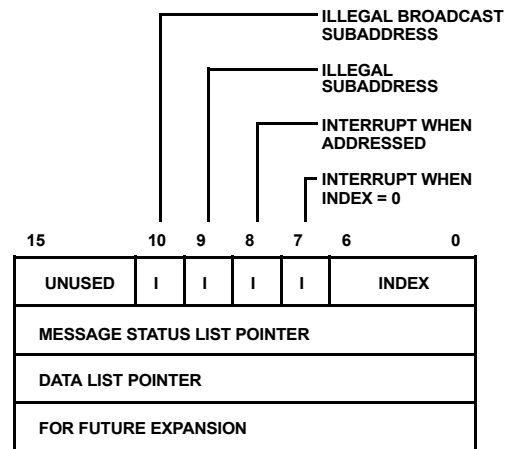 ILLEGAL BROADCAST
SUBADDRESS
ILLEGAL
SUBADDRESS
INTERRUPT WHEN
ADDRESSED
INTERRUPT WHEN
INDEX = 0
15 10 9 8 7 6 0
UNUSED I I I I INDEX
MESSAGE STATUS LIST POINTER
DATA LIST POINTER
FOR FUTURE EXPANSION